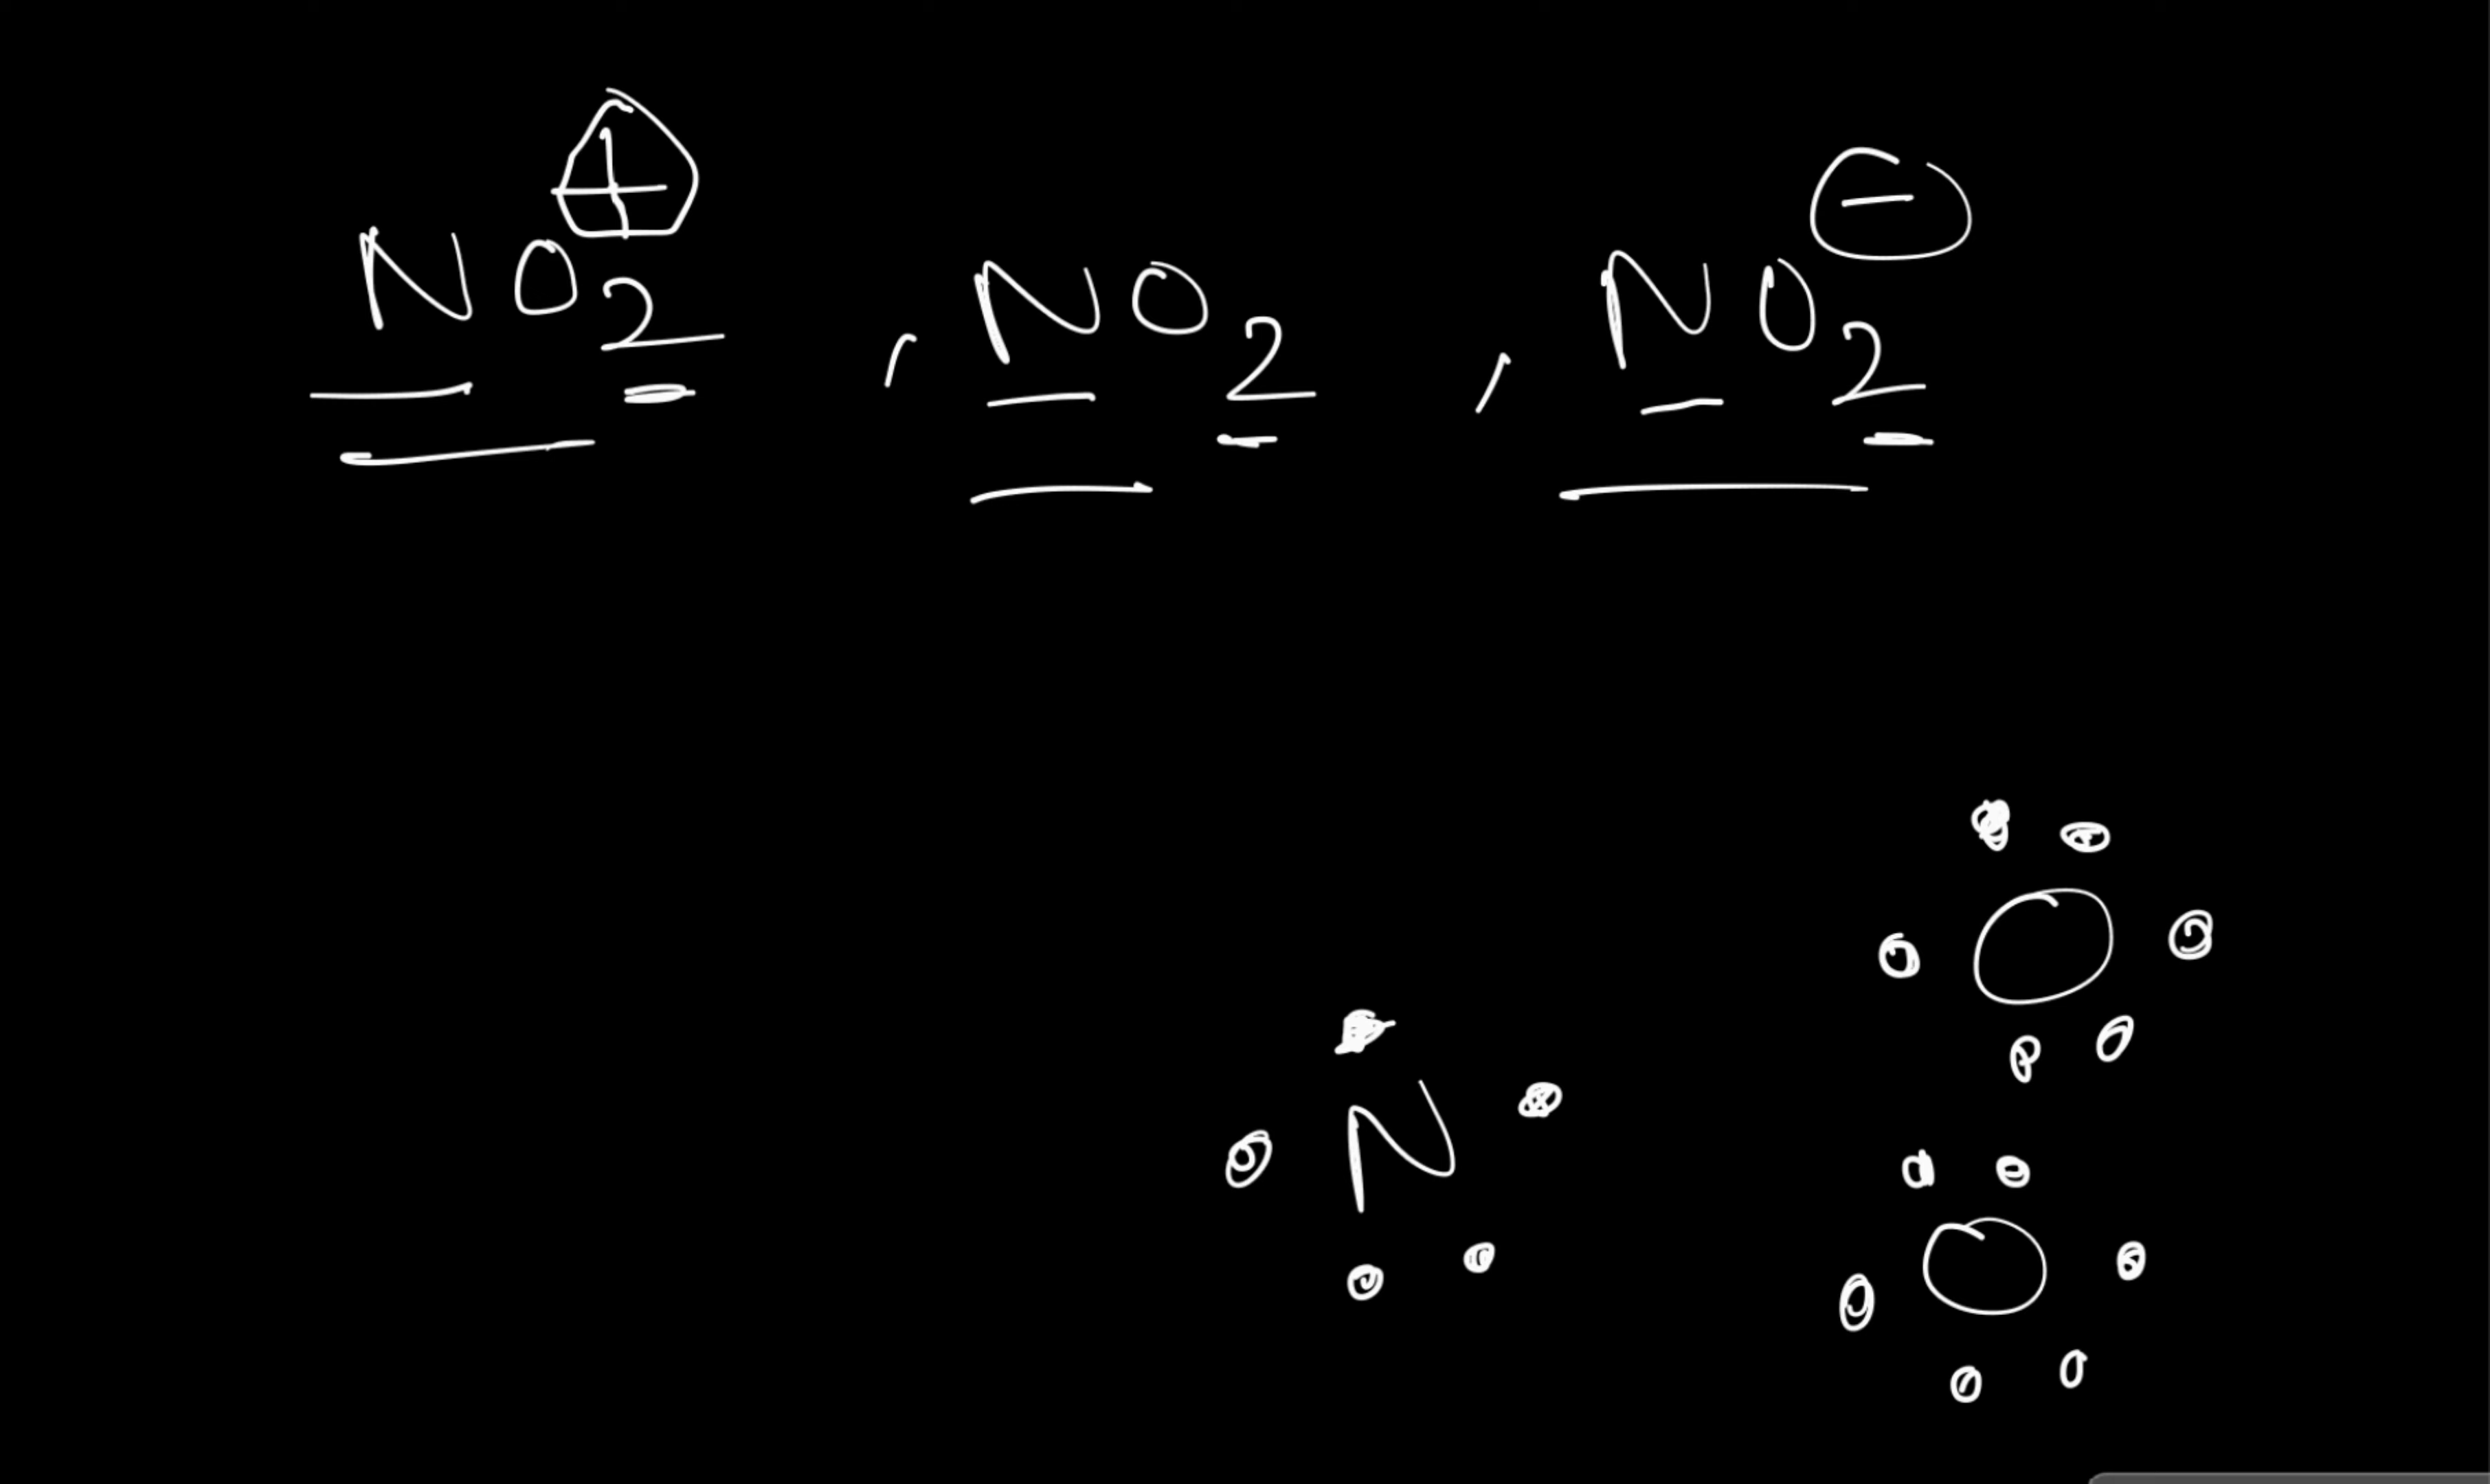 NO₂⊕ , NO₂ , NO₂⊖
O
N
O